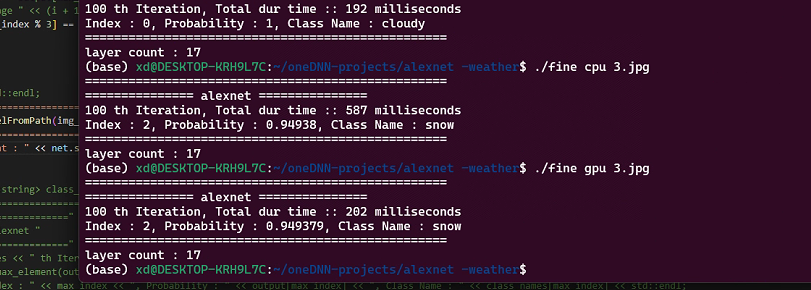 age " << (i + 1
_index % 3] ==
d::endl;
elFromPath(img_
nt : " << net.s
string> class_
============="
exnet "
=============="
es << " th Iter
max_element(out
ndex : " << max_index << ", Probability : " << output[max_index] << ", Class Name : " << class_names[max_index] << std::endl;
100 th Iteration, Total dur time :: 192 milliseconds
Index : 0, Probability : 1, Class Name : cloudy
==================================================
layer count : 17
(base) xd@DESKTOP-KRH9L7C:~/oneDNN-projects/alexnet -weather$ ./fine cpu 3.jpg
==================================================
=============== alexnet ===============
100 th Iteration, Total dur time :: 587 milliseconds
Index : 2, Probability : 0.94938, Class Name : snow
==================================================
layer count : 17
(base) xd@DESKTOP-KRH9L7C:~/oneDNN-projects/alexnet -weather$ ./fine gpu 3.jpg
==================================================
=============== alexnet ===============
100 th Iteration, Total dur time :: 202 milliseconds
Index : 2, Probability : 0.949379, Class Name : snow
==================================================
layer count : 17
(base) xd@DESKTOP-KRH9L7C:~/oneDNN-projects/alexnet -weather$